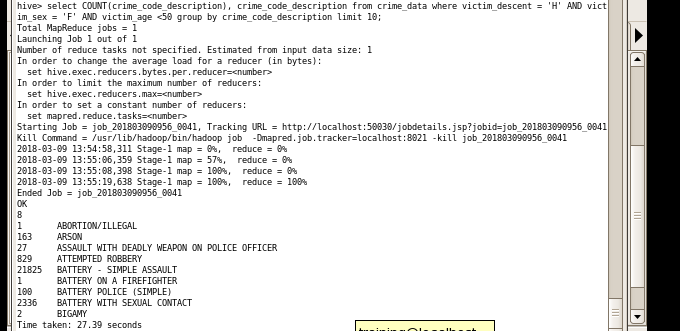 hive> select COUNT(crime_code_description), crime_code_description from crime_data where victim_descent = 'H' AND vict
im_sex = 'F' AND victim_age <50 group by crime_code_description limit 10;
Total MapReduce jobs = 1
Launching Job 1 out of 1
Number of reduce tasks not specified. Estimated from input data size: 1
In order to change the average load for a reducer (in bytes):
  set hive.exec.reducers.bytes.per.reducer=<number>
In order to limit the maximum number of reducers:
  set hive.exec.reducers.max=<number>
In order to set a constant number of reducers:
  set mapred.reduce.tasks=<number>
Starting Job = job_201803090956_0041, Tracking URL = http://localhost:50030/jobdetails.jsp?jobid=job_201803090956_0041
Kill Command = /usr/lib/hadoop/bin/hadoop job  -Dmapred.job.tracker=localhost:8021 -kill job_201803090956_0041
2018-03-09 13:54:58,311 Stage-1 map = 0%,  reduce = 0%
2018-03-09 13:55:06,359 Stage-1 map = 57%,  reduce = 0%
2018-03-09 13:55:08,398 Stage-1 map = 100%,  reduce = 0%
2018-03-09 13:55:19,638 Stage-1 map = 100%,  reduce = 100%
Ended Job = job_201803090956_0041
OK
8
1       ABORTION/ILLEGAL
163     ARSON
27      ASSAULT WITH DEADLY WEAPON ON POLICE OFFICER
829     ATTEMPTED ROBBERY
21825   BATTERY - SIMPLE ASSAULT
1       BATTERY ON A FIREFIGHTER
100     BATTERY POLICE (SIMPLE)
2336    BATTERY WITH SEXUAL CONTACT
2       BIGAMY
Time taken: 27.39 seconds
training@localhost